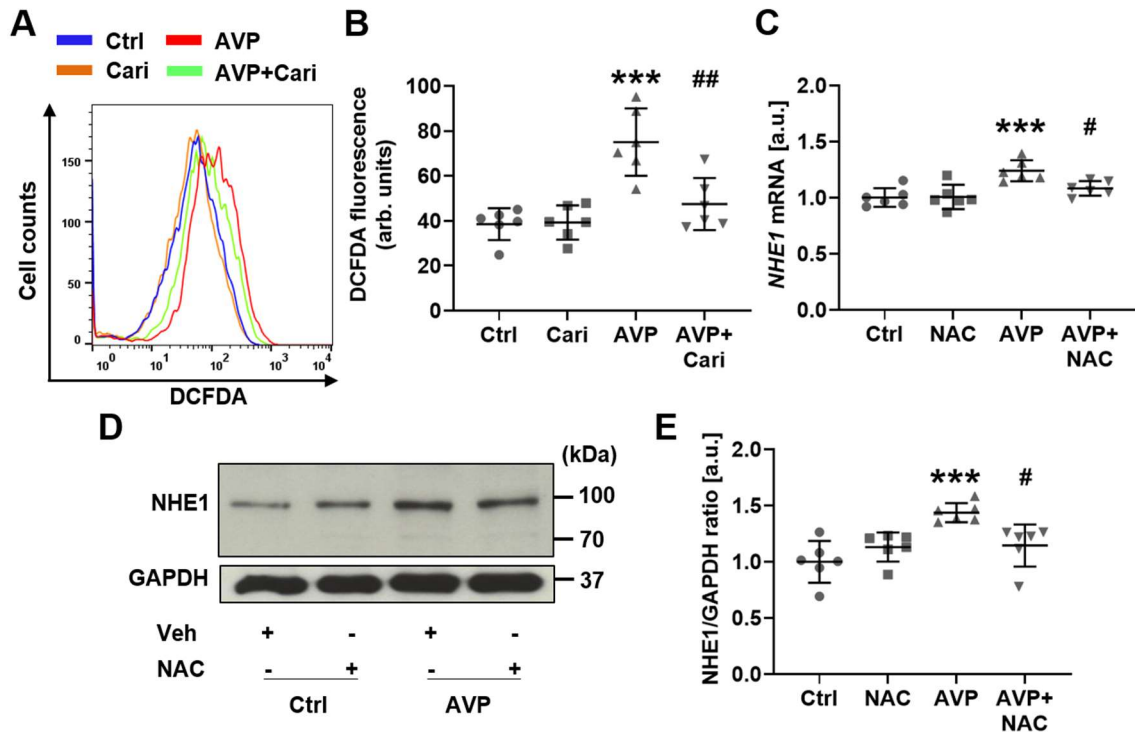 A
Ctrl
AVP
Cari
AVP+Cari
Cell counts
150
100
50
0
10^0
10^1
10^2
10^3
10^4
DCFDA
B
DCFDA fluorescence
(arb. units)
100
80
60
40
20
0
***
##
Ctrl
Cari
AVP
AVP+
Cari
C
NHE1 mRNA [a.u.]
2.0
1.5
1.0
0.5
0.0
***
#
Ctrl
NAC
AVP
AVP+
NAC
D
(kDa)
NHE1
100
70
GAPDH
37
Veh + - + -
NAC - + - +
Ctrl AVP
E
NHE1/GAPDH ratio [a.u.]
2.0
1.5
1.0
0.5
0.0
***
#
Ctrl
NAC
AVP
AVP+
NAC